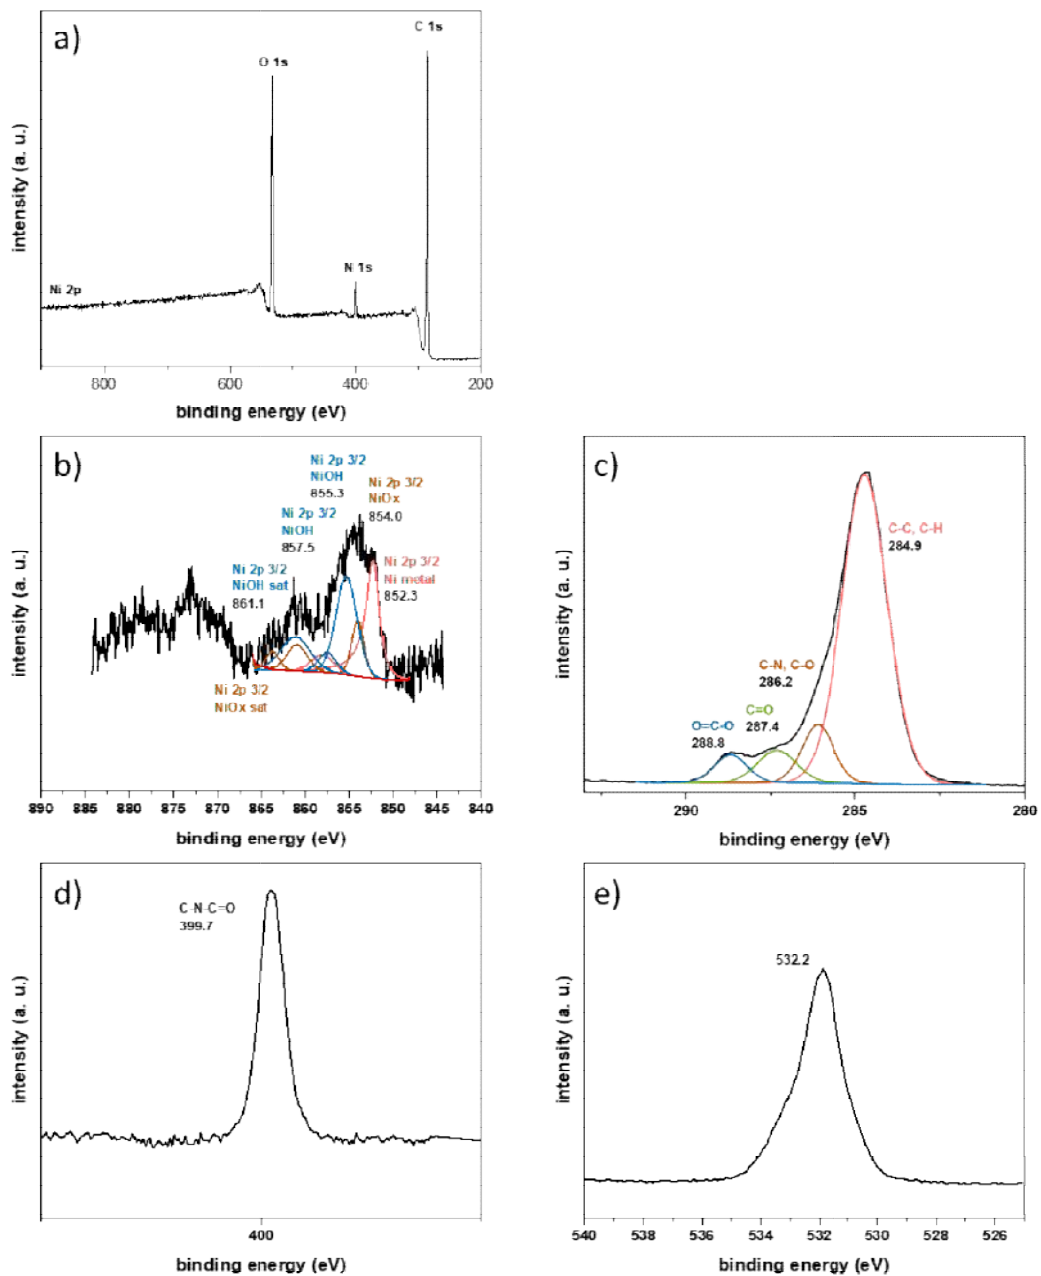 a)
C 1s
O 1s
Ni 1s
Ni 2p
intensity (a. u.)
800
600
400
200
binding energy (eV)
b)
Ni 2p 3/2
NiOH
855.3
Ni 2p 3/2
NiOx
854.0
Ni 2p 3/2
NiOH
857.5
Ni 2p 3/2
NiOH sat
861.1
Ni 2p 3/2
Ni metal
852.3
Ni 2p 3/2
NiOx sat
intensity (a. u.)
890
885
880
875
870
865
860
855
850
845
840
binding energy (eV)
c)
C-C, C-H
284.9
C-N, C-O
286.2
C=O
287.4
O=C-O
288.8
intensity (a. u.)
290
285
280
binding energy (eV)
d)
C-N-C=O
399.7
intensity (a. u.)
400
binding energy (eV)
e)
532.2
intensity (a. u.)
540
538
536
534
532
530
528
526
binding energy (eV)